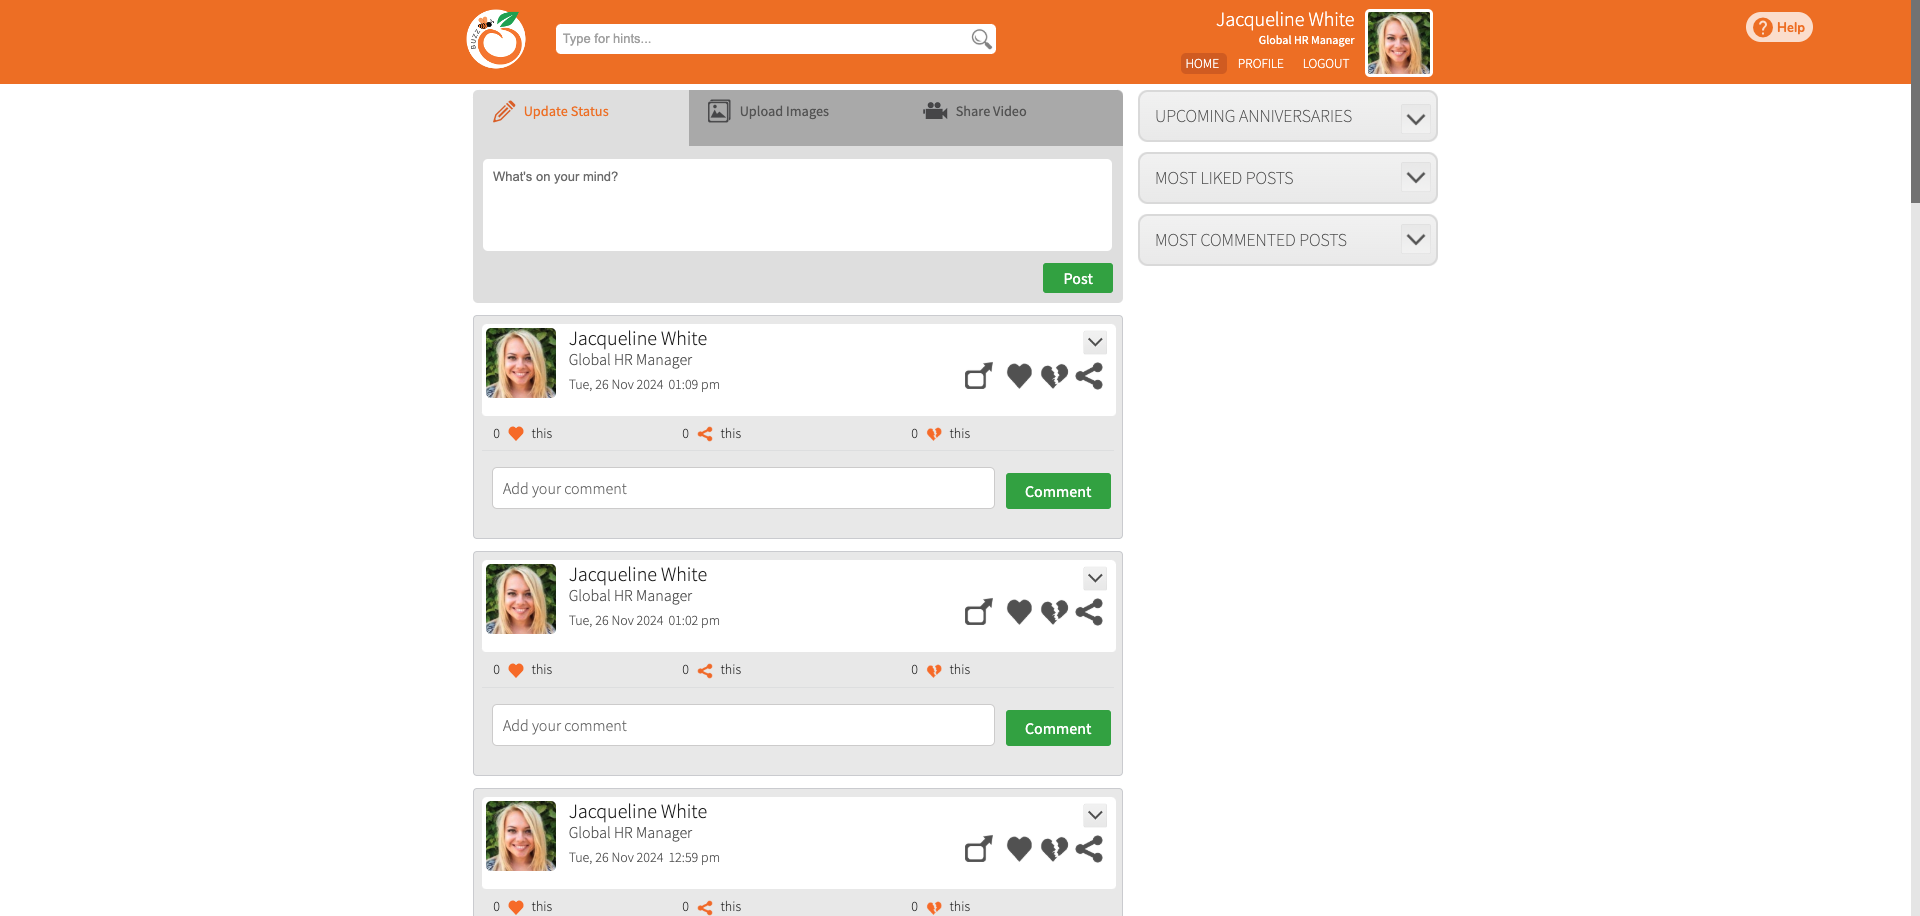 BUZZ
Type for hints...
Jacqueline White
Global HR Manager
HOME PROFILE LOGOUT
? Help
Update Status Upload Images Share Video
What's on your mind?
Post
UPCOMING ANNIVERSARIES
MOST LIKED POSTS
MOST COMMENTED POSTS
Jacqueline White
Global HR Manager
Tue, 26 Nov 2024 01:09 pm
0 this 0 this 0 this
Add your comment
Comment
Jacqueline White
Global HR Manager
Tue, 26 Nov 2024 01:02 pm
0 this 0 this 0 this
Add your comment
Comment
Jacqueline White
Global HR Manager
Tue, 26 Nov 2024 12:59 pm
0 this 0 this 0 this